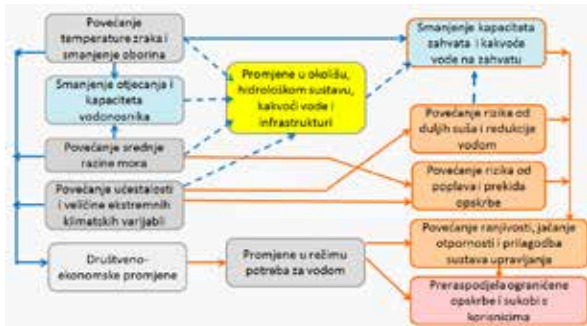 Povećanje
temperature zraka i
smanjenje oborina
Smanjenje otjecanja i
kapaciteta
vodonosnika
Povećanje srednje
razine mora
Povećanje učestalosti
i veličine ekstremnih
klimatskih varijabli
Društveno-
ekonomske promjene
Promjene u okolišu,
hidrološkom sustavu,
kakvoći vode i
infrastrukturi
Promjene u režimu
potreba za vodom
Smanjenje kapaciteta
zahvata i kakvoće
vode na zahvatu
Povećanje rizika od
duljih suša i redukcije
vodom
Povećanje rizika od
poplava i prekida
opskrbe
Povećanje ranjivosti, jačanje
otpornosti i prilagodba
sustava upravljanja
Preraspodjela ograničene
opskrbe i sukobi s
korisnicima